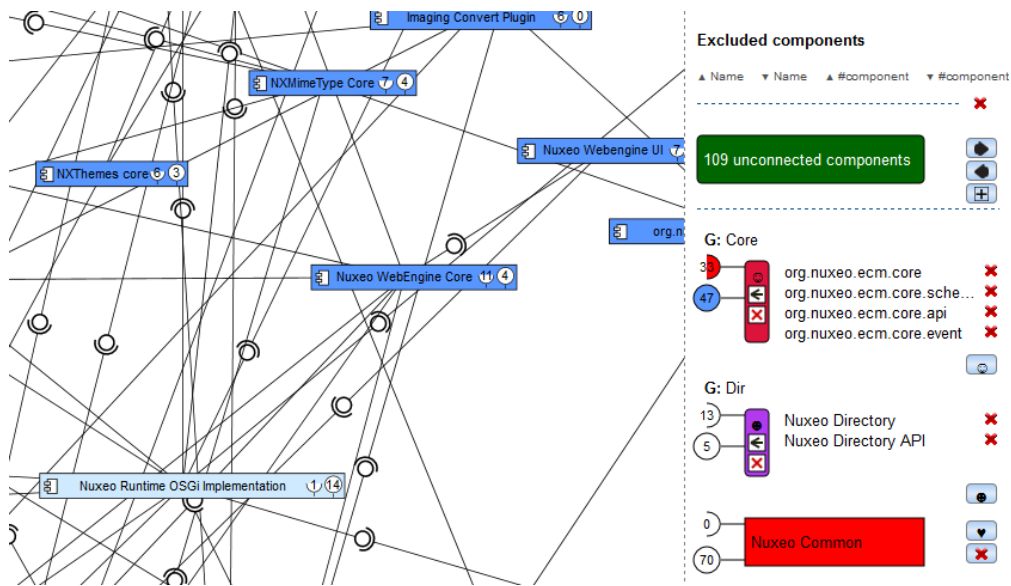 Imaging Convert Plugin 6 0
NXMimeType Core 7 4
Nuxeo Webengine UI 7
NXThemes core 6 3
org.n
Nuxeo WebEngine Core 11 4
Nuxeo Runtime OSGi Implementation 1 14
Excluded components
▲ Name ▼ Name ▲ #component ▼ #component
109 unconnected components
G: Core
33
47
org.nuxeo.ecm.core
org.nuxeo.ecm.core.sche...
org.nuxeo.ecm.core.api
org.nuxeo.ecm.core.event
G: Dir
13
5
Nuxeo Directory
Nuxeo Directory API
0
Nuxeo Common
70